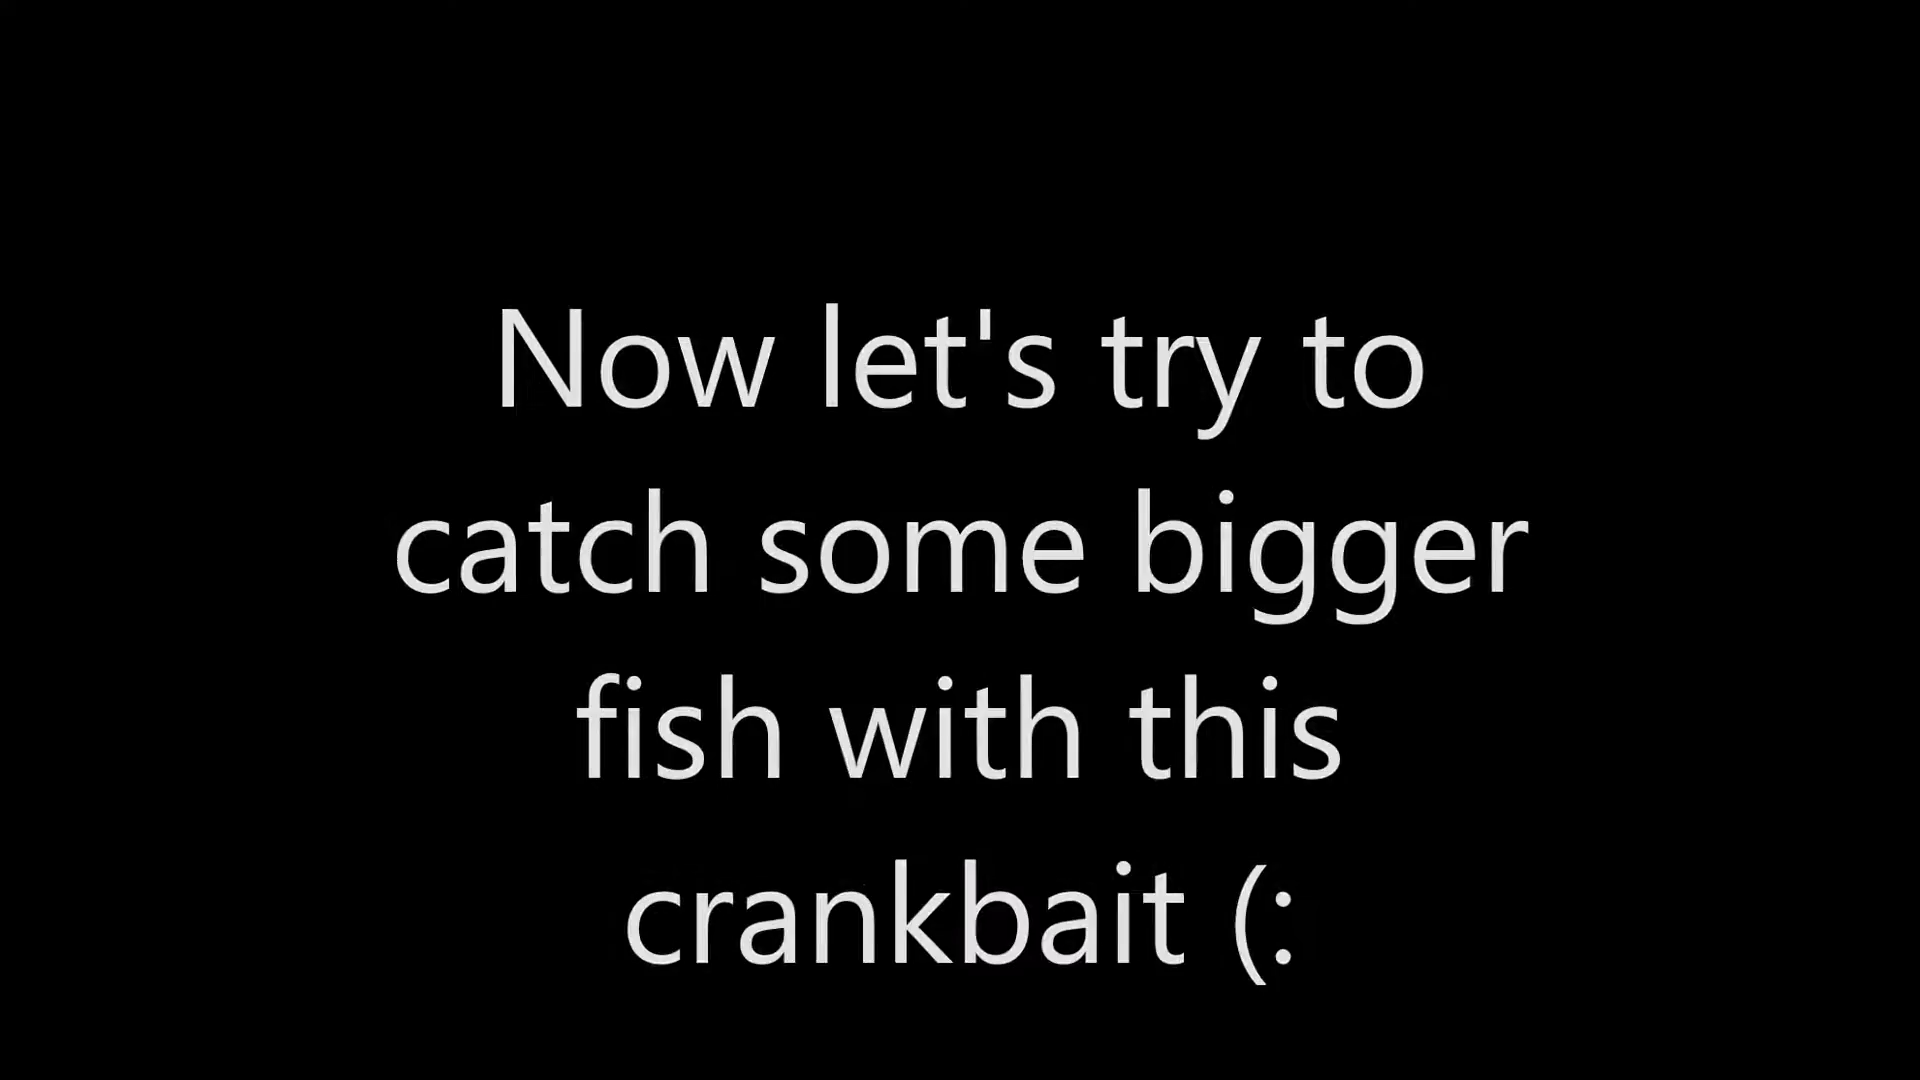 Now let's try to
catch some bigger
fish with this
crankbait (: